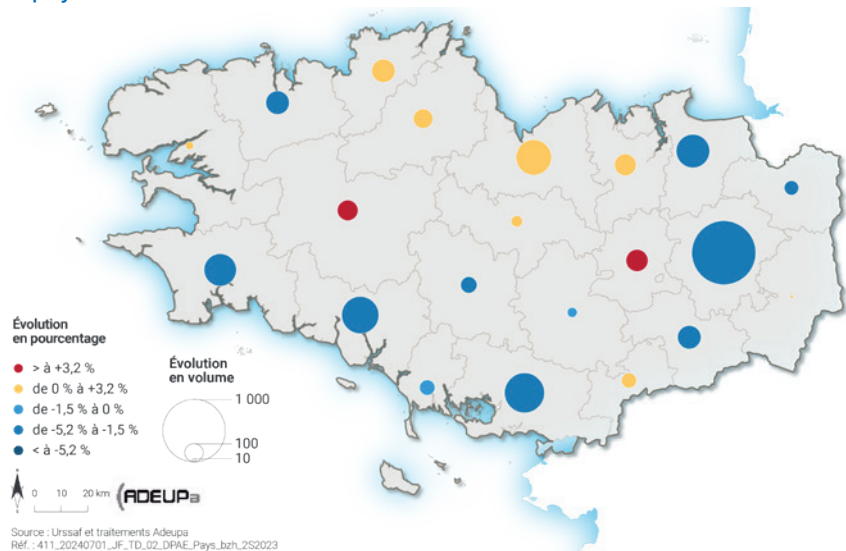 Évolution
en pourcentage
> à +3,2 %
de 0 % à +3,2 %
de -1,5 % à 0 %
de -5,2 % à -1,5 %
< à -5,2 %
Évolution
en volume
1 000
100
10
0 10 20 km
ADEUPa
Source : Urssaf et traitements Adeupa
Réf. : 411_20240701_JF_TD_02_DPAE_Pays_bzh_2S2023